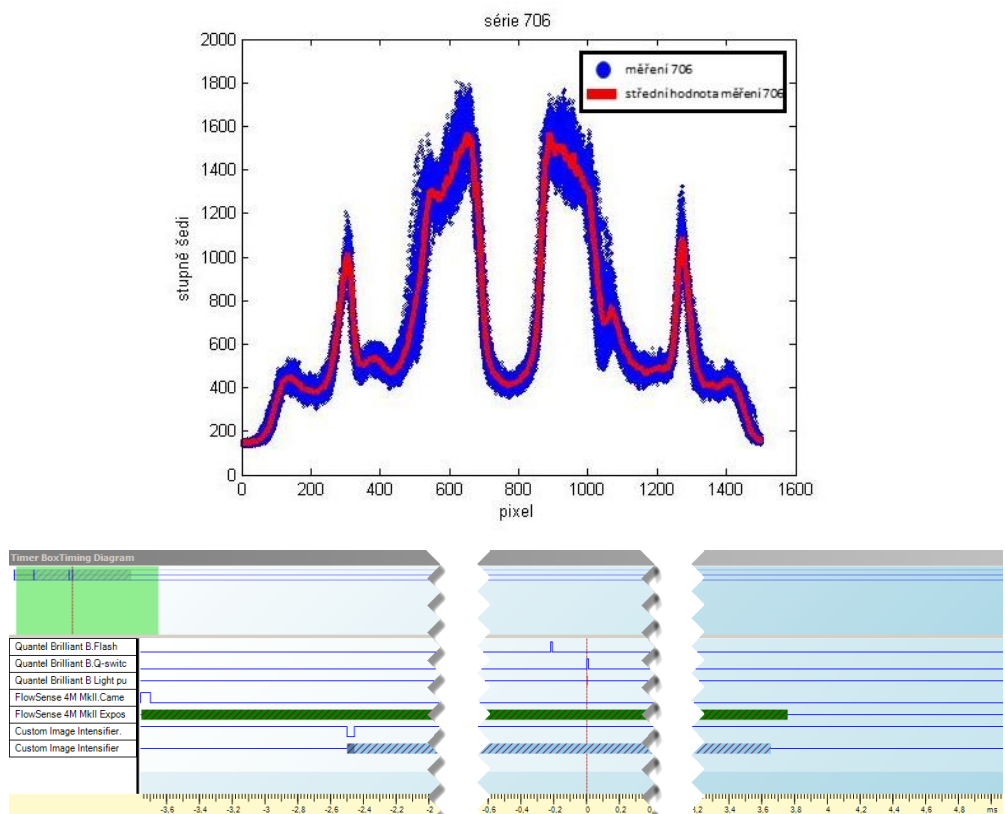 série 706
měření 706
střední hodnota měření 706
2000
1800
1600
1400
1200
1000
800
600
400
200
0
stupně šedi
0 200 400 600 800 1000 1200 1400 1600
pixel
Timer BoxTiming Diagram
Quantel Brilliant B.Flash
Quantel Brilliant B.Q-switc
Quantel Brilliant B Light pu
FlowSense 4M MkII.Came
FlowSense 4M MkII Expos
Custom Image Intensifier.
Custom Image Intensifier
-3,6 -3,4 -3,2 -3 -2,8 -2,6 -2,4 -2,2 -2 -0,6 -0,4 -0,2 0 0,2 3,4 3,6 3,8 4 4,2 4,4 4,6 4,8 ms